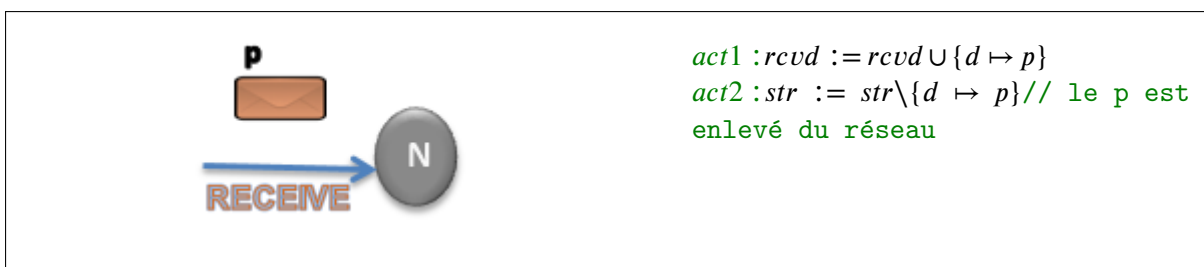 p
N
RECEIVE
act1 :rcvd := rcvd ∪ {d ↦ p}
act2 :str := str\{d ↦ p}// le p est
enlevé du réseau